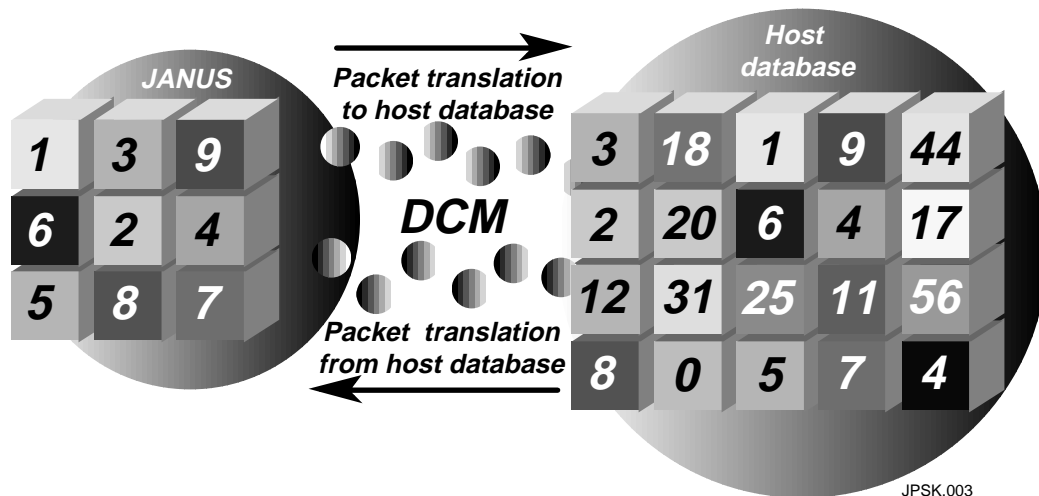 JANUS
Packet translation
to host database
Host
database
1 3 9
6 2 4
5 8 7
DCM
3 18 1 9 44
2 20 6 4 17
12 31 25 11 56
8 0 5 7 4
Packet translation
from host database
JPSK.003